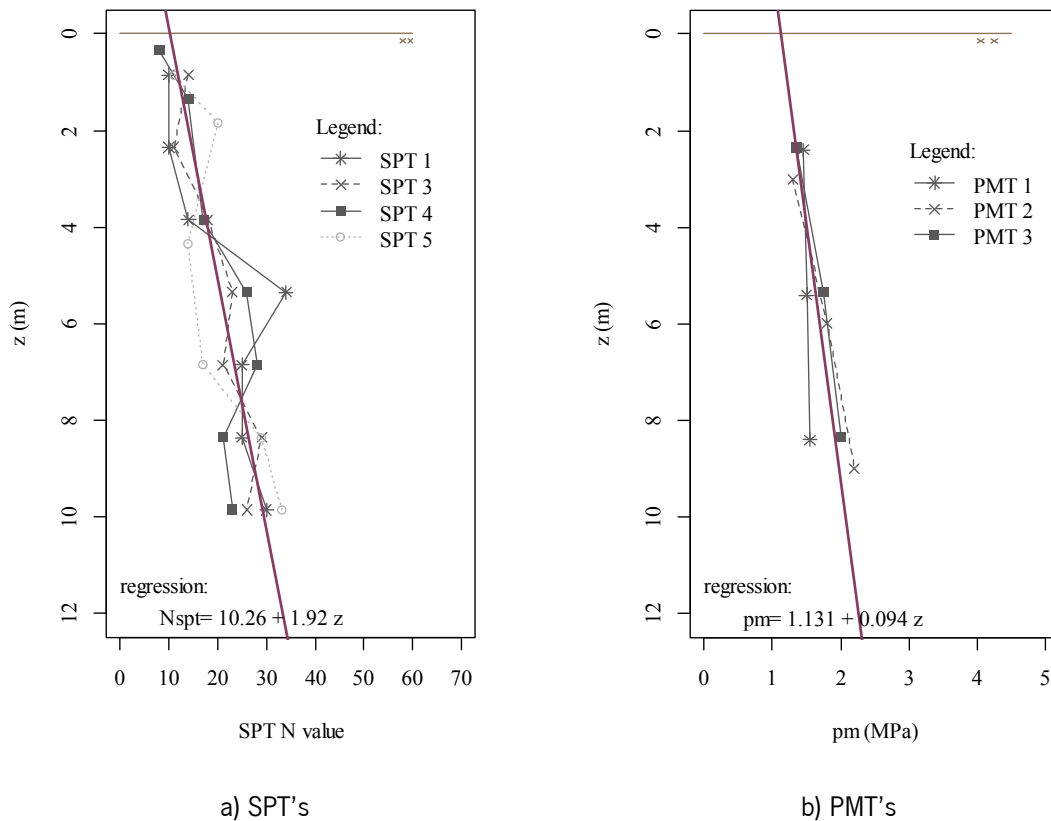 0
2
4
6
8
10
12
z (m)
Legend:
SPT 1
SPT 3
SPT 4
SPT 5
regression:
Nspt= 10.26 + 1.92 z
0 10 20 30 40 50 60 70
SPT N value
a) SPT's
0
2
4
6
8
10
12
z (m)
Legend:
PMT 1
PMT 2
PMT 3
regression:
pm= 1.131 + 0.094 z
0 1 2 3 4 5
pm (MPa)
b) PMT's